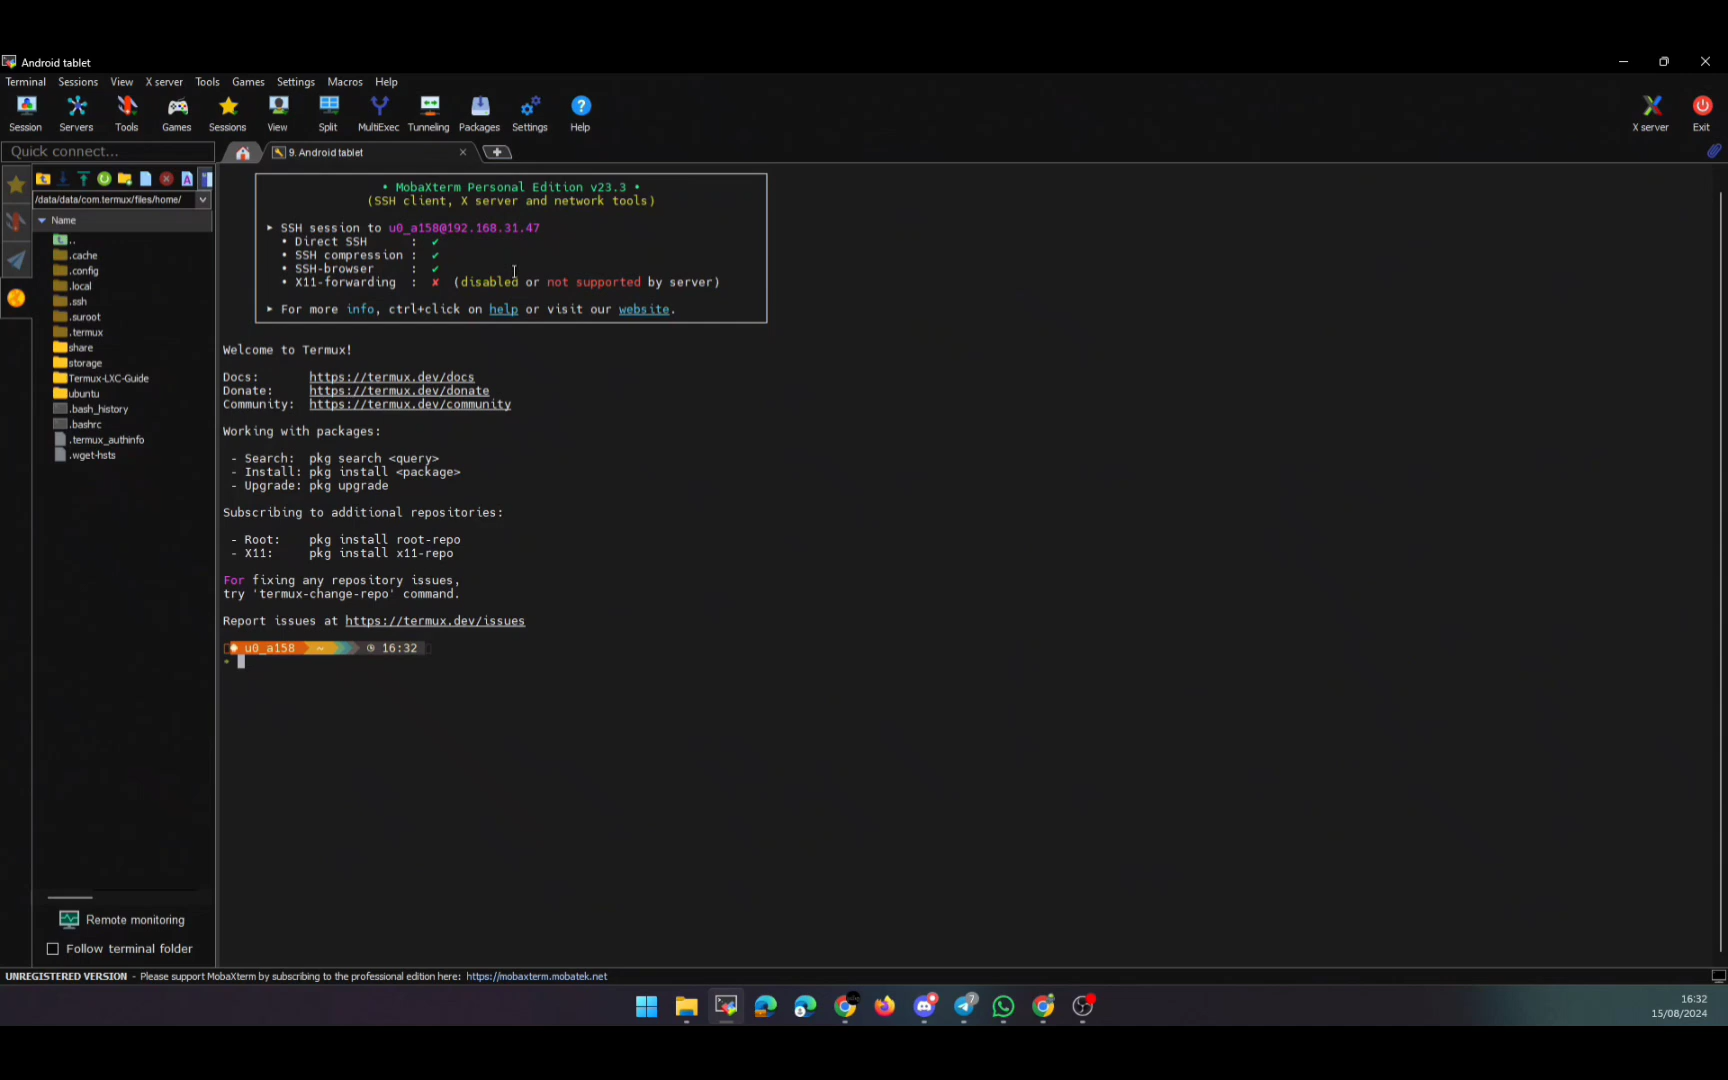 Android tablet
Terminal Sessions View X server Tools Games Settings Macros Help
Session Servers Tools Games Sessions View Split MultiExec Tunneling Packages Settings Help X server Exit
Quick connect...
9. Android tablet
/data/data/com.termux/files/home/
Name
..
.cache
.config
.local
.ssh
.suroot
.termux
share
storage
Termux-LXC-Guide
ubuntu
.bash_history
.bashrc
.termux_authinfo
.wget-hsts
Remote monitoring
Follow terminal folder
• MobaXterm Personal Edition v23.3 •
(SSH client, X server and network tools)
► SSH session to u0_a158@192.168.31.47
• Direct SSH : ✔
• SSH compression : ✔
• SSH-browser : ✔
• X11-forwarding : ✘ (disabled or not supported by server)
► For more info, ctrl+click on help or visit our website.
Welcome to Termux!
Docs: https://termux.dev/docs
Donate: https://termux.dev/donate
Community: https://termux.dev/community
Working with packages:
- Search: pkg search <query>
- Install: pkg install <package>
- Upgrade: pkg upgrade
Subscribing to additional repositories:
- Root: pkg install root-repo
- X11: pkg install x11-repo
For fixing any repository issues,
try 'termux-change-repo' command.
Report issues at https://termux.dev/issues
u0_a158 ~ 16:32
UNREGISTERED VERSION - Please support MobaXterm by subscribing to the professional edition here: https://mobaxterm.mobatek.net
7
16:32
15/08/2024